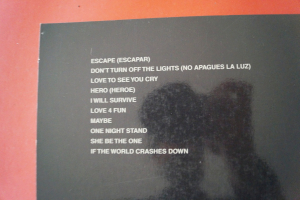 ESCAPE (ESCAPAR)
DON'T TURN OFF THE LIGHTS (NO APAGUES LA LUZ)
LOVE TO SEE YOU CRY
HERO (HEROE)
I WILL SURVIVE
LOVE 4 FUN
MAYBE
ONE NIGHT STAND
SHE BE THE ONE
IF THE WORLD CRASHES DOWN